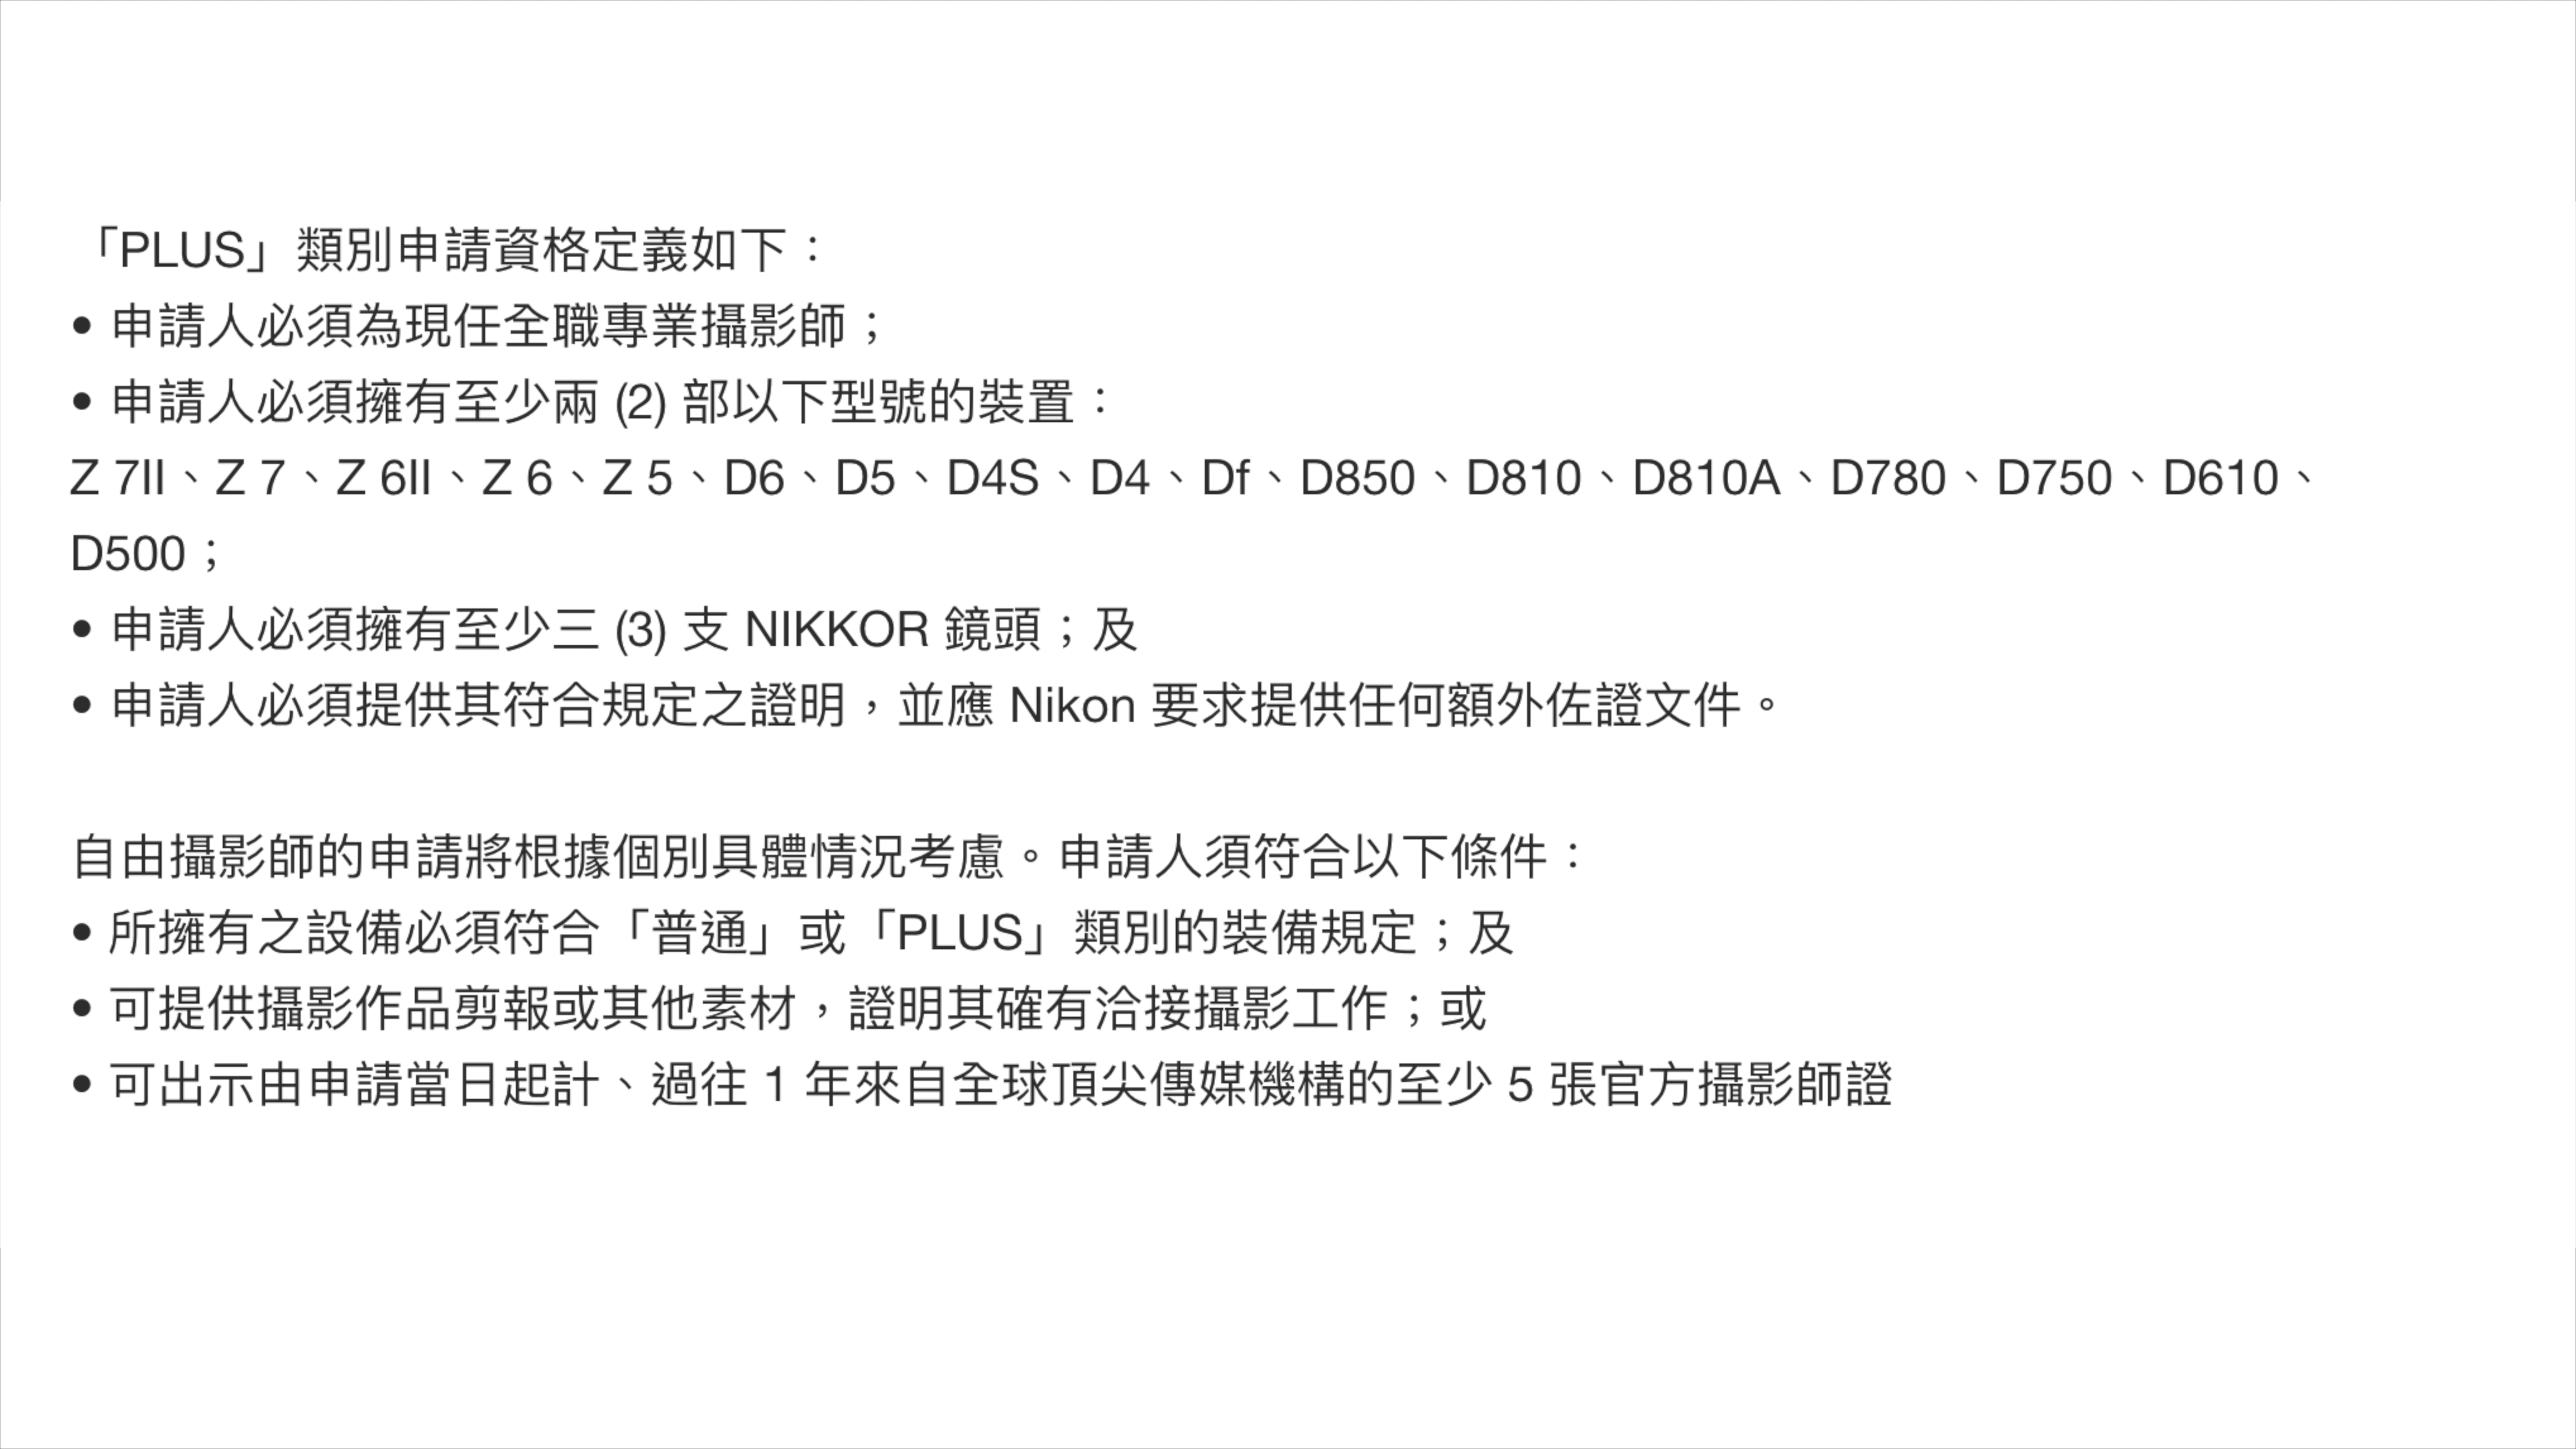 「PLUS」類別申請資格定義如下：
• 申請人必須為現任全職專業攝影師；
• 申請人必須擁有至少兩 (2) 部以下型號的裝置：
Z 7II、Z 7、Z 6II、Z 6、Z 5、D6、D5、D4S、D4、Df、D850、D810、D810A、D780、D750、D610、
D500；
• 申請人必須擁有至少三 (3) 支 NIKKOR 鏡頭；及
• 申請人必須提供其符合規定之證明，並應 Nikon 要求提供任何額外佐證文件。
自由攝影師的申請將根據個別具體情況考慮。申請人須符合以下條件：
• 所擁有之設備必須符合「普通」或「PLUS」類別的裝備規定；及
• 可提供攝影作品剪報或其他素材，證明其確有洽接攝影工作；或
• 可出示由申請當日起計、過往 1 年來自全球頂尖傳媒機構的至少 5 張官方攝影師證